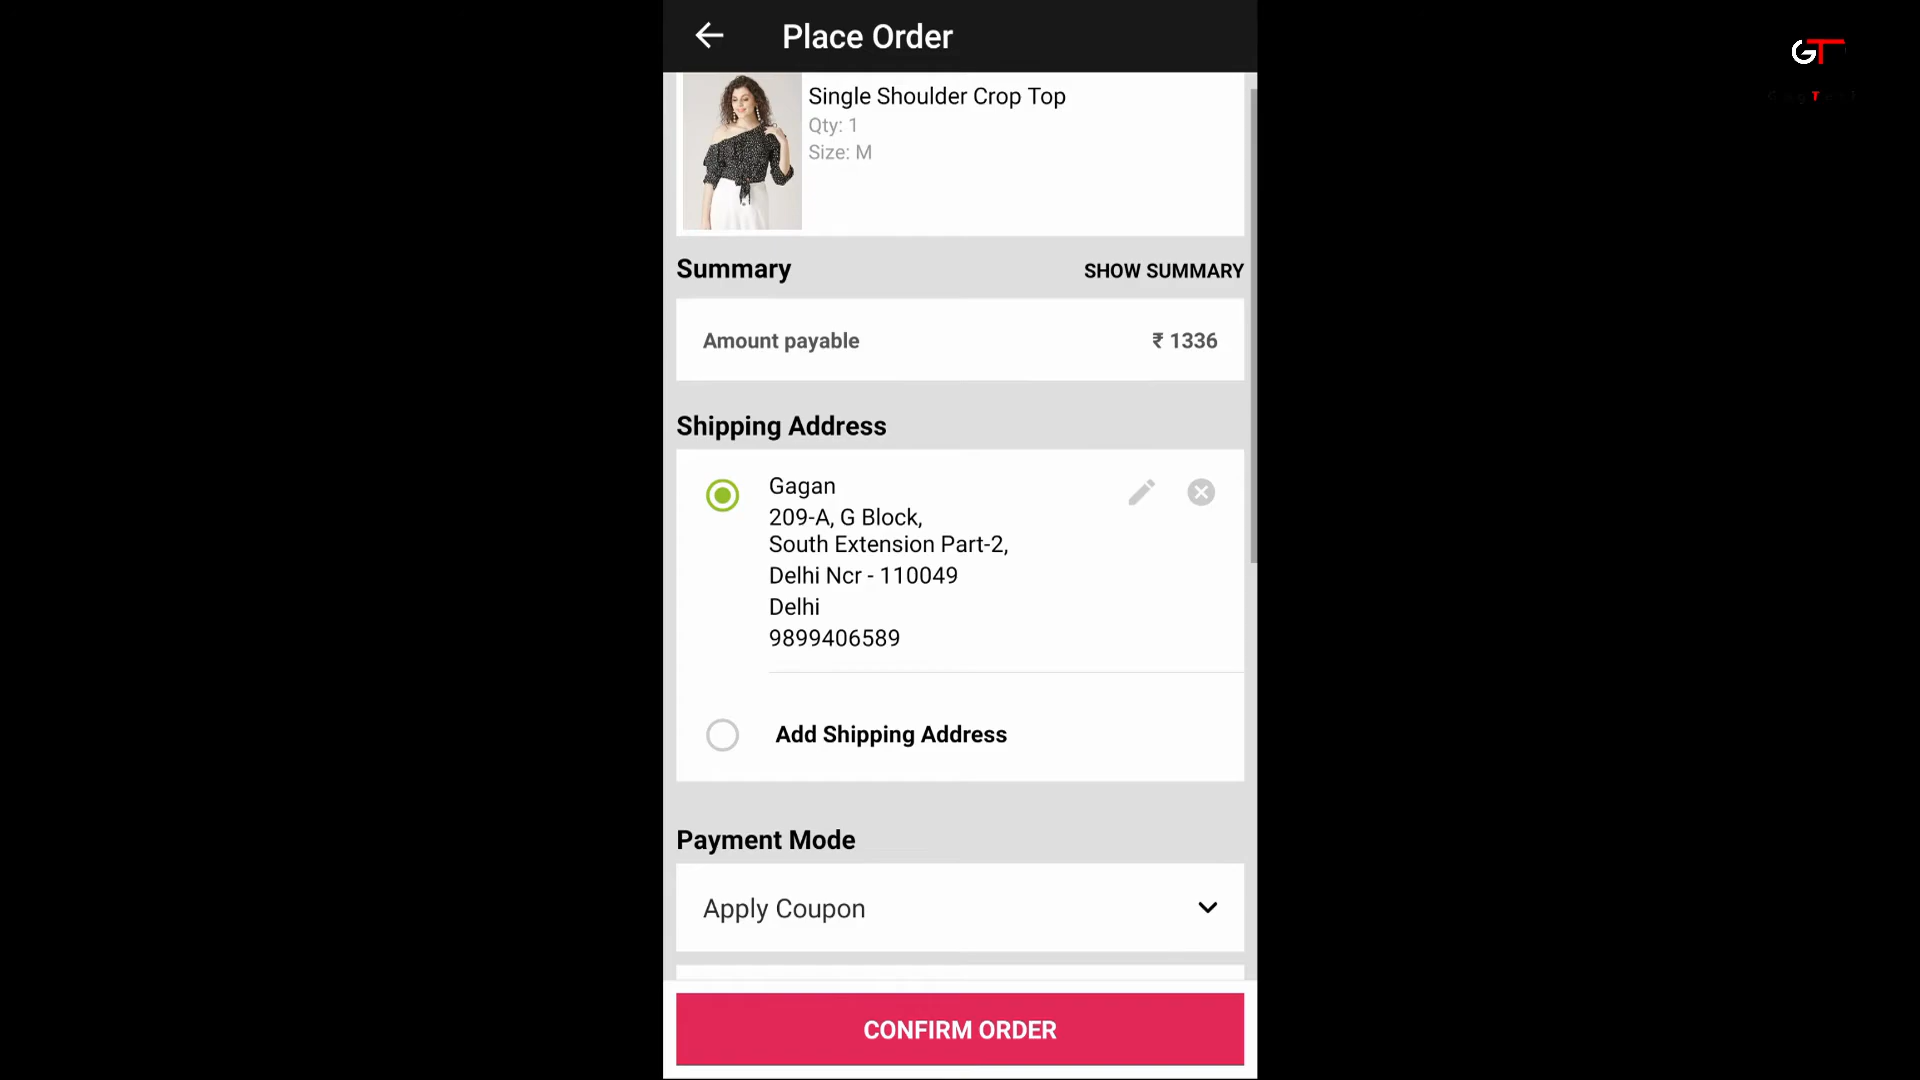 Place Order
GT
Single Shoulder Crop Top
Qty: 1
Size: M
Summary
SHOW SUMMARY
Amount payable
₹ 1336
Shipping Address
Gagan
209-A, G Block,
South Extension Part-2,
Delhi Ncr - 110049
Delhi
9899406589
Add Shipping Address
Payment Mode
Apply Coupon
CONFIRM ORDER